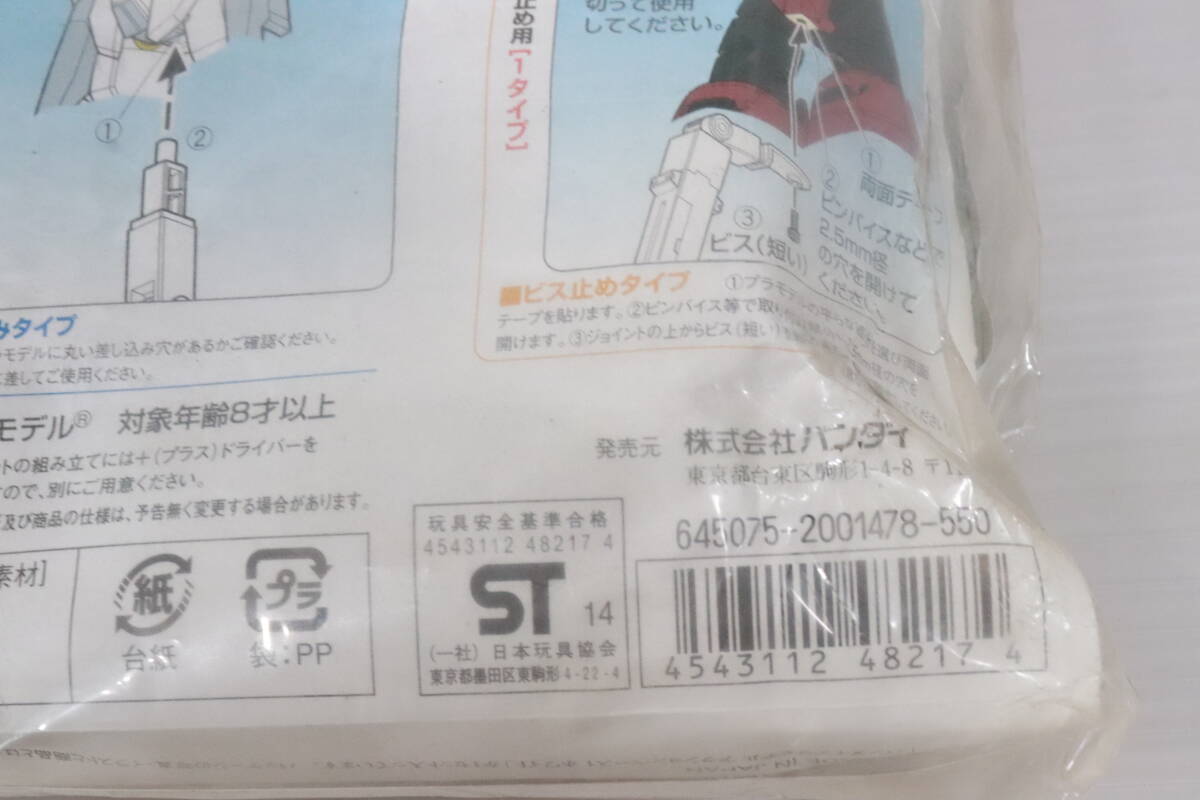 ①
②
みタイプ
モデルに丸い差し込み穴があるかご確認ください。
差してご使用ください。
モデル® 対象年齢8才以上
トの組み立てには+(プラス)ドライバーを
ので、別にご用意ください。
及び商品の仕様は、予告無く変更する場合があります。
素材]
紙
台紙
プラ
袋:PP
止め用[1タイプ]
切って使用
してください。
①
両面テープ
②
ピンバイスなどで
2.5mm径
の穴を開けて
ください。
③
ビス(短い)
■ビス止めタイプ
①プラモデルの
テープを貼ります。②ピンバイス等で取り
開けます。③ジョイントの上からビス(短い)
発売元 株式会社バンダイ
東京都台東区駒形1-4-8 〒1
645075-2001478-550
玩具安全基準合格
4543112 48217 4
ST 14
(一社)日本玩具協会
東京都墨田区東駒形4-22-4
4543112 48217 4